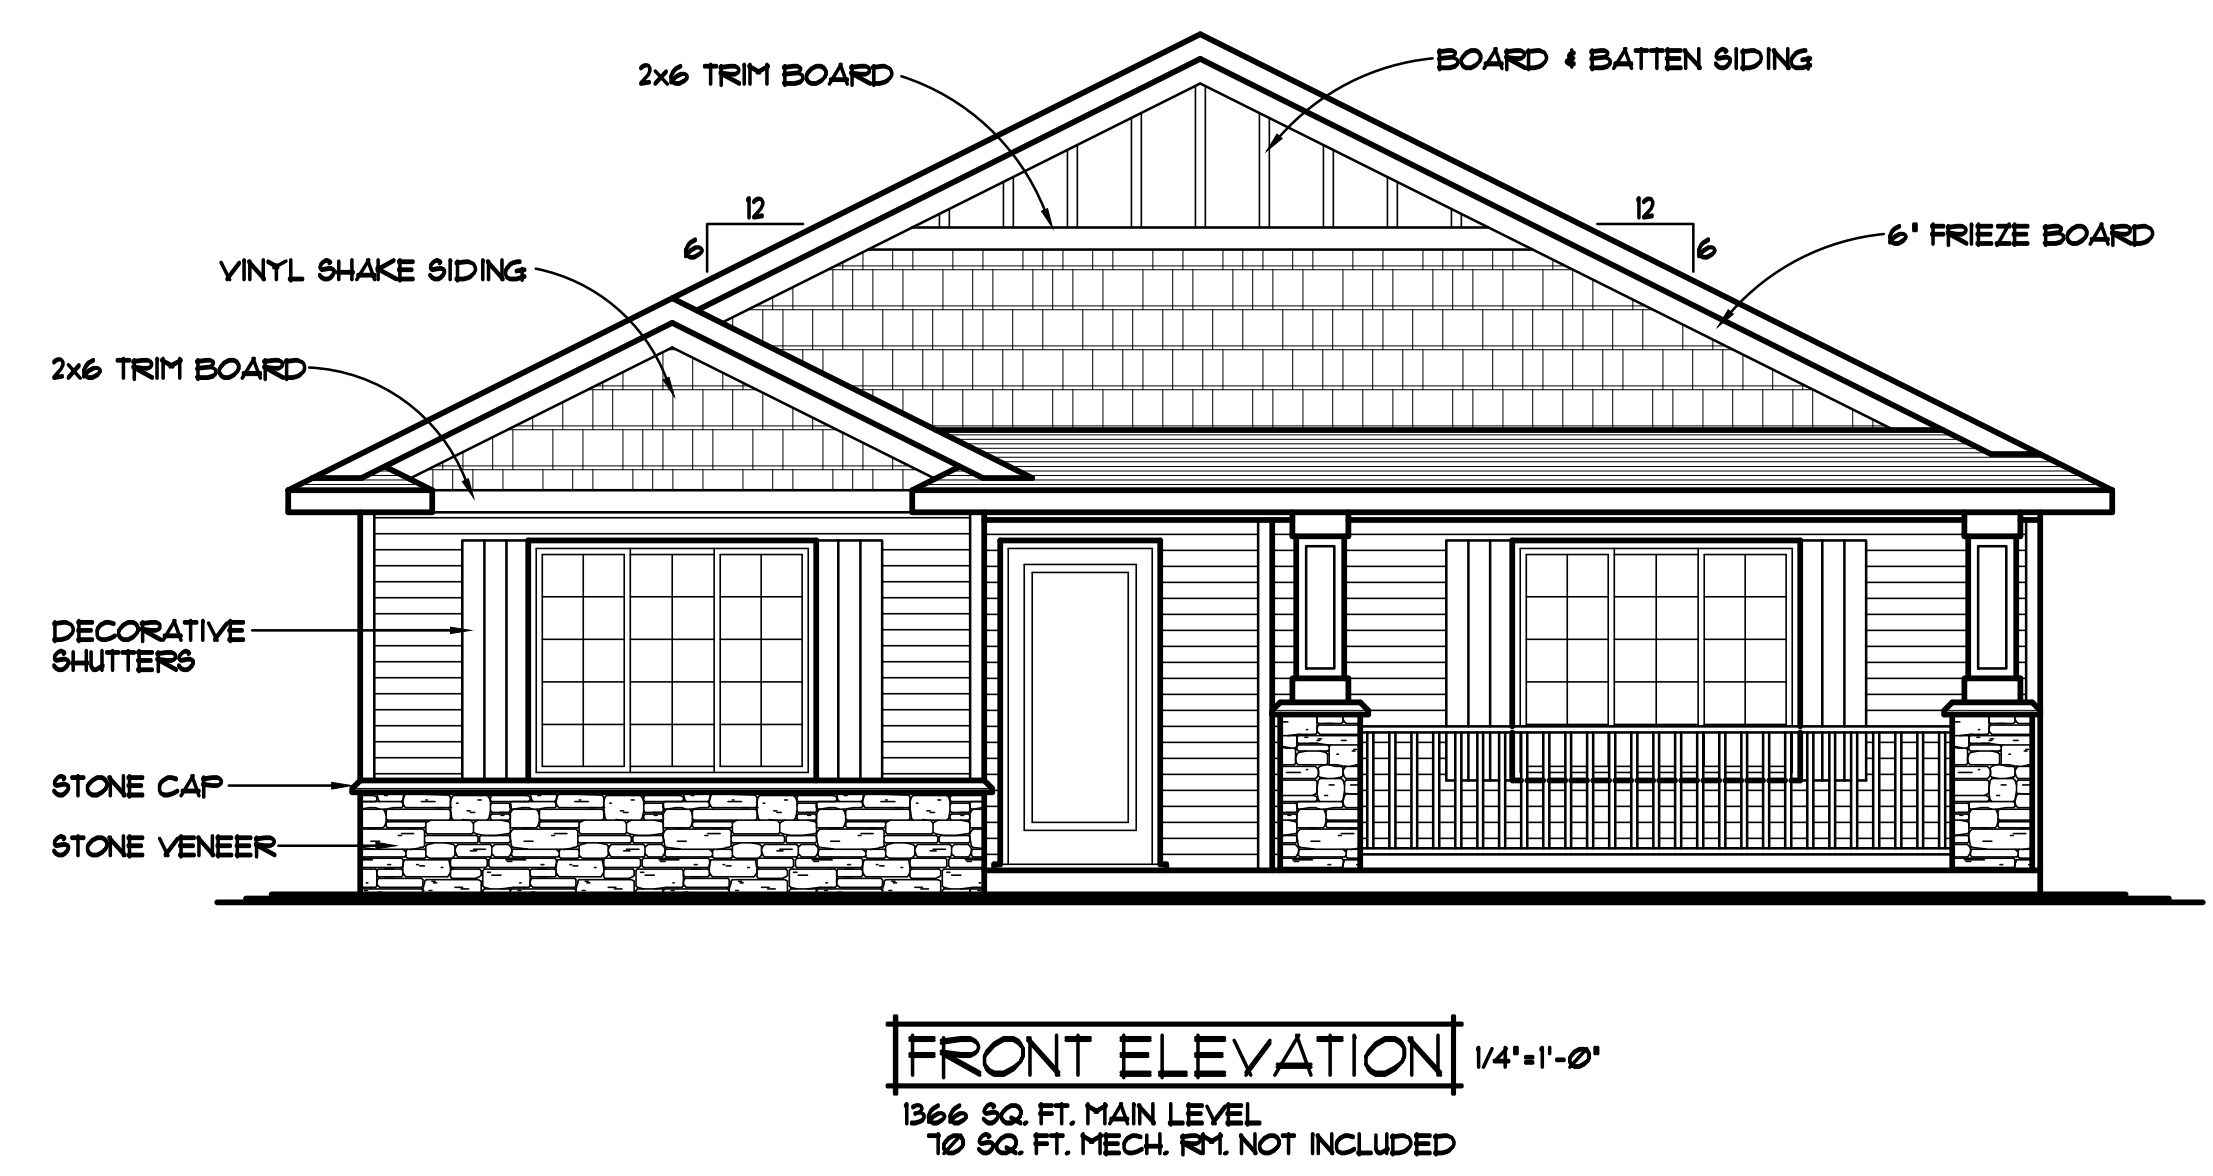 2x6 TRIM BOARD
BOARD & BATTEN SIDING
12
6
12
6
6" FRIEZE BOARD
VINYL SHAKE SIDING
2x6 TRIM BOARD
DECORATIVE
SHUTTERS
STONE CAP
STONE VENEER
FRONT ELEVATION
1/4"=1'-0"
1366 SQ. FT. MAIN LEVEL
70 SQ. FT. MECH. RM. NOT INCLUDED